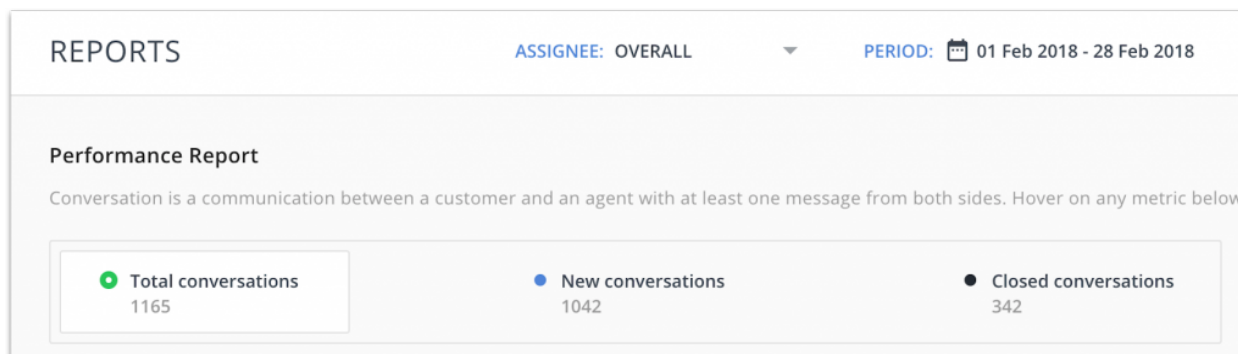 REPORTS
ASSIGNEE: OVERALL
PERIOD: 01 Feb 2018 - 28 Feb 2018
Performance Report
Conversation is a communication between a customer and an agent with at least one message from both sides. Hover on any metric below
Total conversations
1165
New conversations
1042
Closed conversations
342